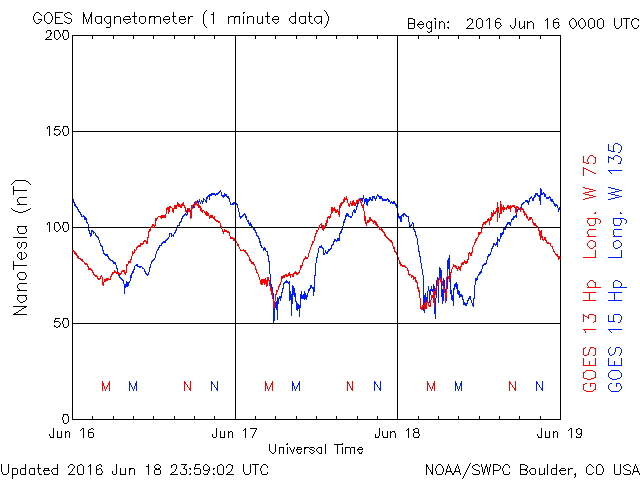 GOES Magnetometer (1 minute data)
Begin: 2016 Jun 16 0000 UTC
200
150
100
50
0
NanoTesla (nT)
M M N N M M N N M M N N
Jun 16 Jun 17 Jun 18 Jun 19
Universal Time
GOES 13 Hp Long. W 75
GOES 15 Hp Long. W 135
Updated 2016 Jun 18 23:59:02 UTC
NOAA/SWPC Boulder, CO USA